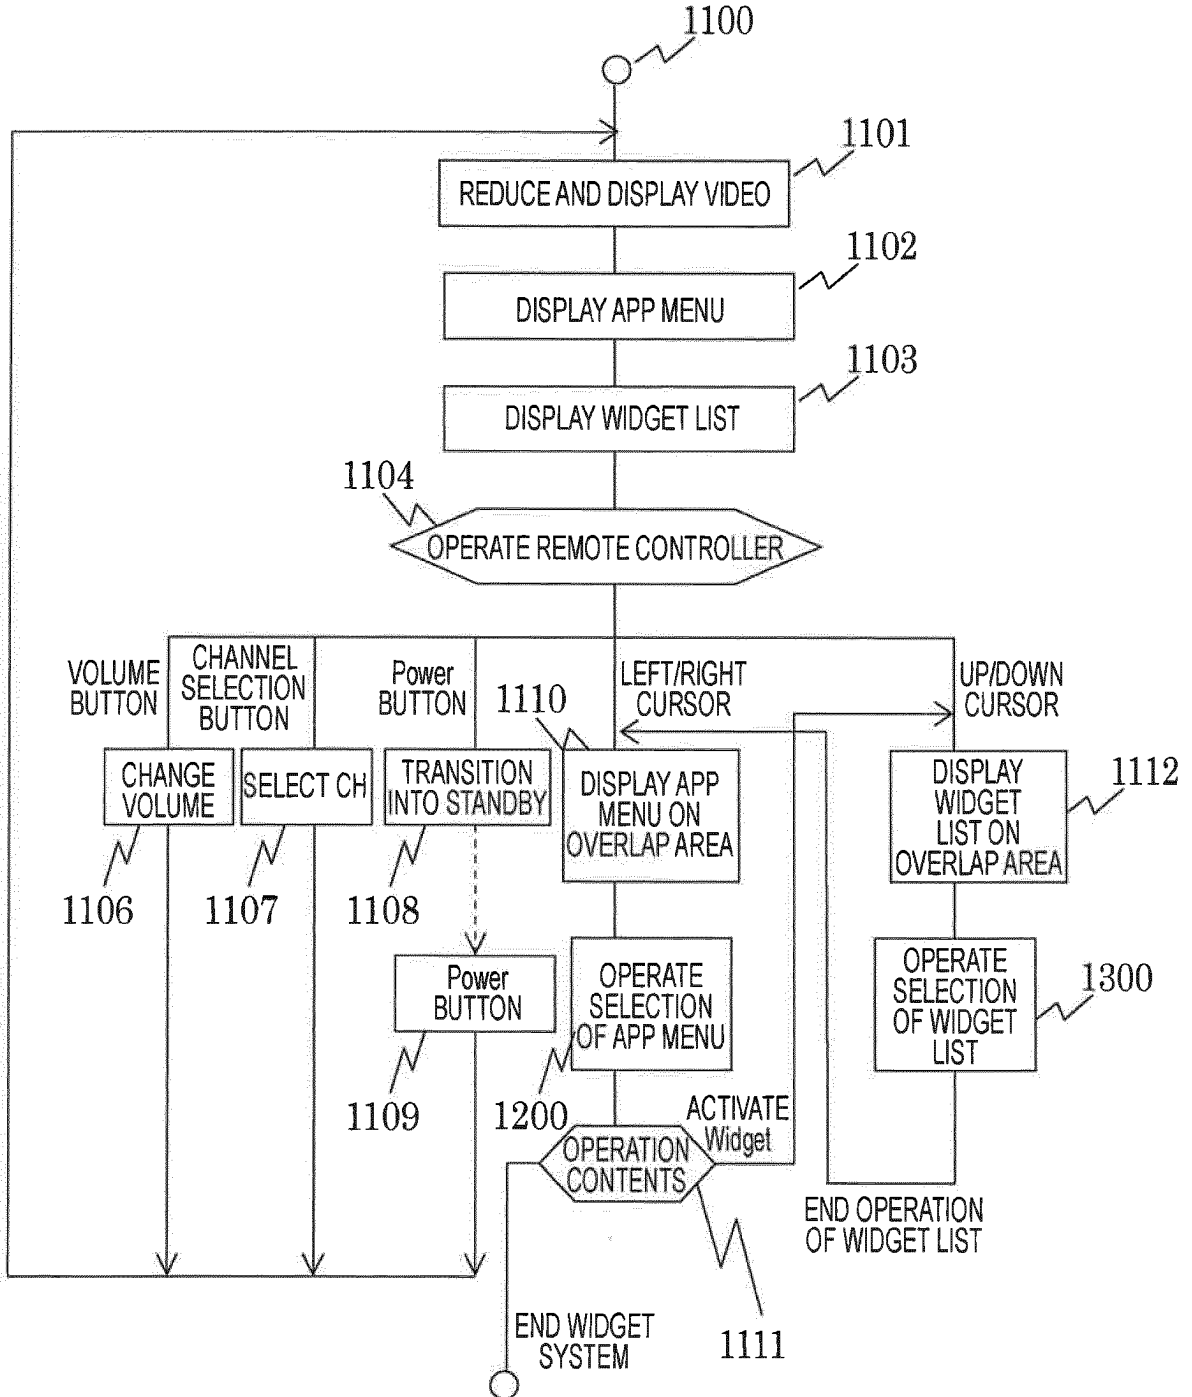 1100
1101
REDUCE AND DISPLAY VIDEO
1102
DISPLAY APP MENU
1103
DISPLAY WIDGET LIST
1104
OPERATE REMOTE CONTROLLER
VOLUME
BUTTON
CHANNEL
SELECTION
BUTTON
Power
BUTTON
LEFT/RIGHT
CURSOR
UP/DOWN
CURSOR
1110
CHANGE
VOLUME
SELECT CH
TRANSITION
INTO STANDBY
DISPLAY APP
MENU ON
OVERLAP AREA
DISPLAY
WIDGET
LIST ON
OVERLAP AREA
1112
1106
1107
1108
Power
BUTTON
1109
OPERATE
SELECTION
OF APP MENU
1200
OPERATE
SELECTION
OF WIDGET
LIST
1300
ACTIVATE
Widget
OPERATION
CONTENTS
END OPERATION
OF WIDGET LIST
END WIDGET
SYSTEM
1111